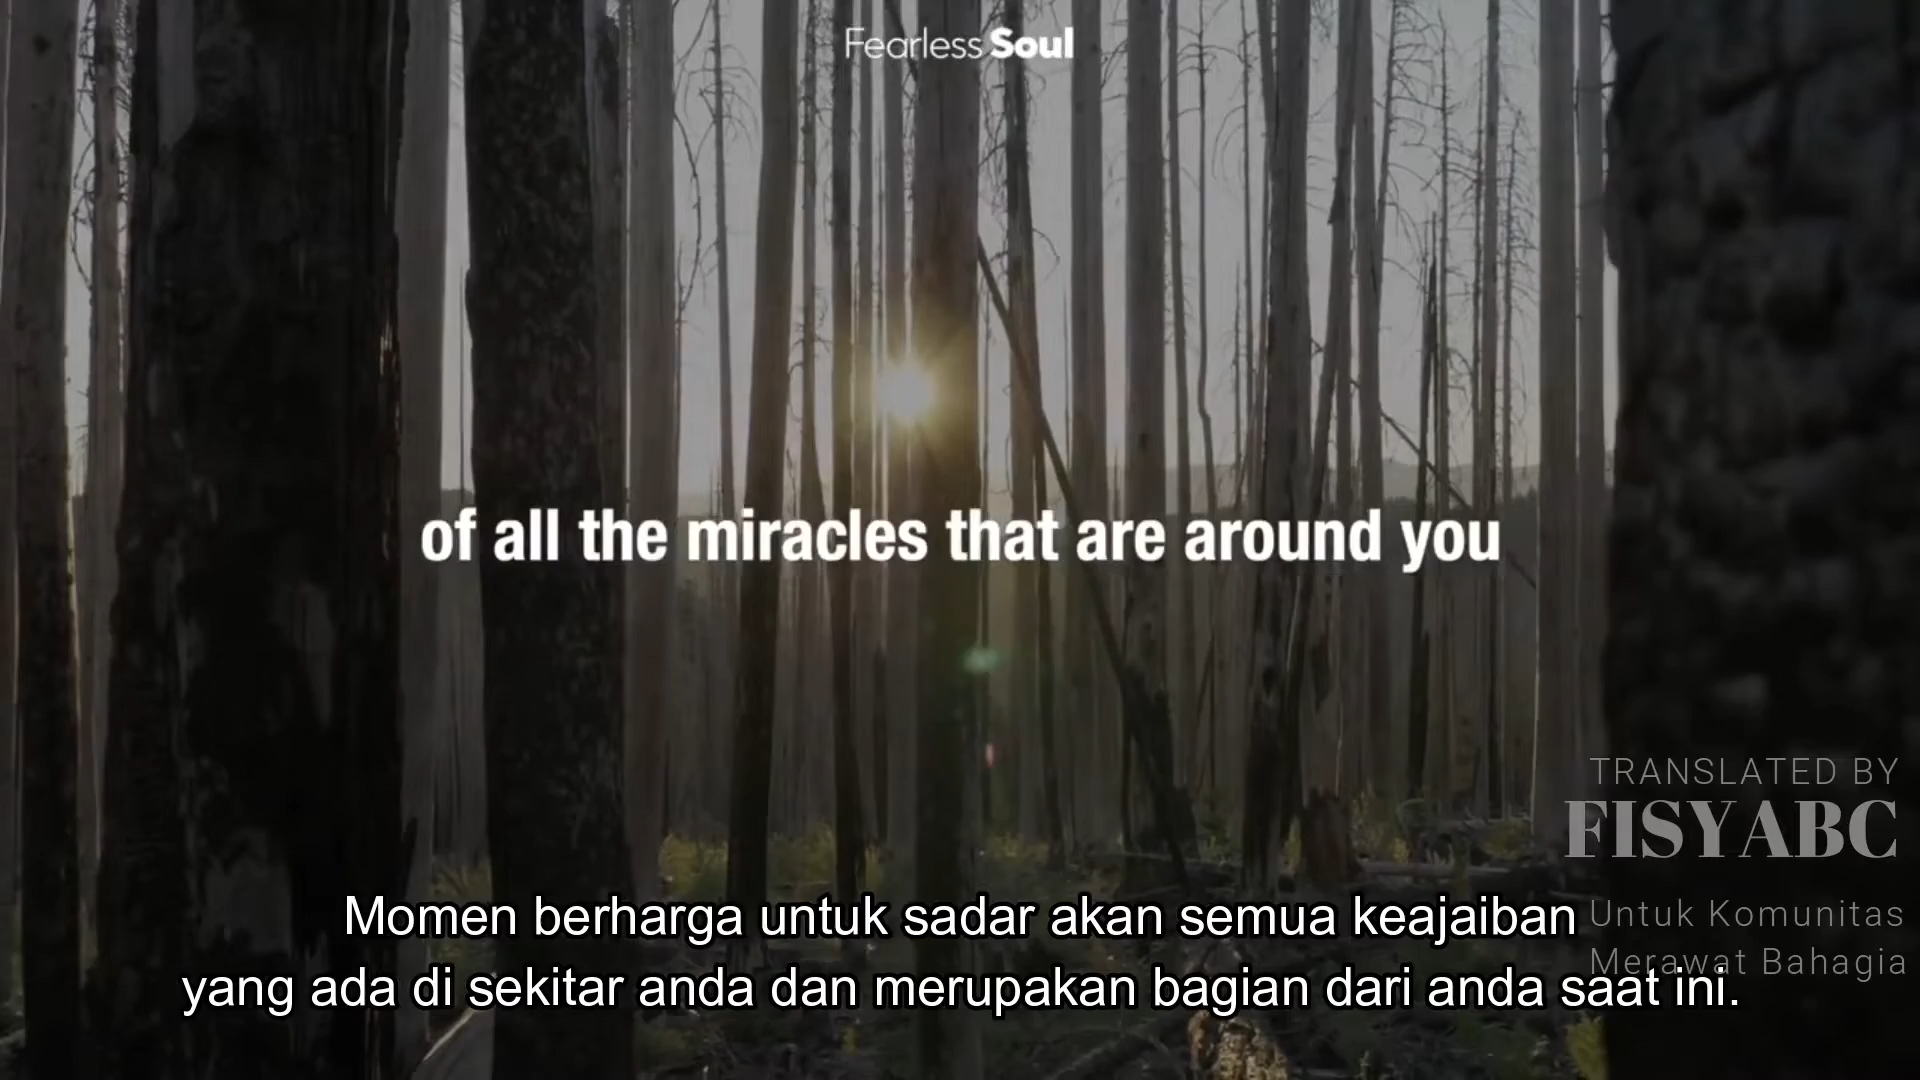 Fearless Soul
of all the miracles that are around you
TRANSLATED BY
FISYABC
Untuk Komunitas
Merawat Bahagia
Momen berharga untuk sadar akan semua keajaiban
yang ada di sekitar anda dan merupakan bagian dari anda saat ini.